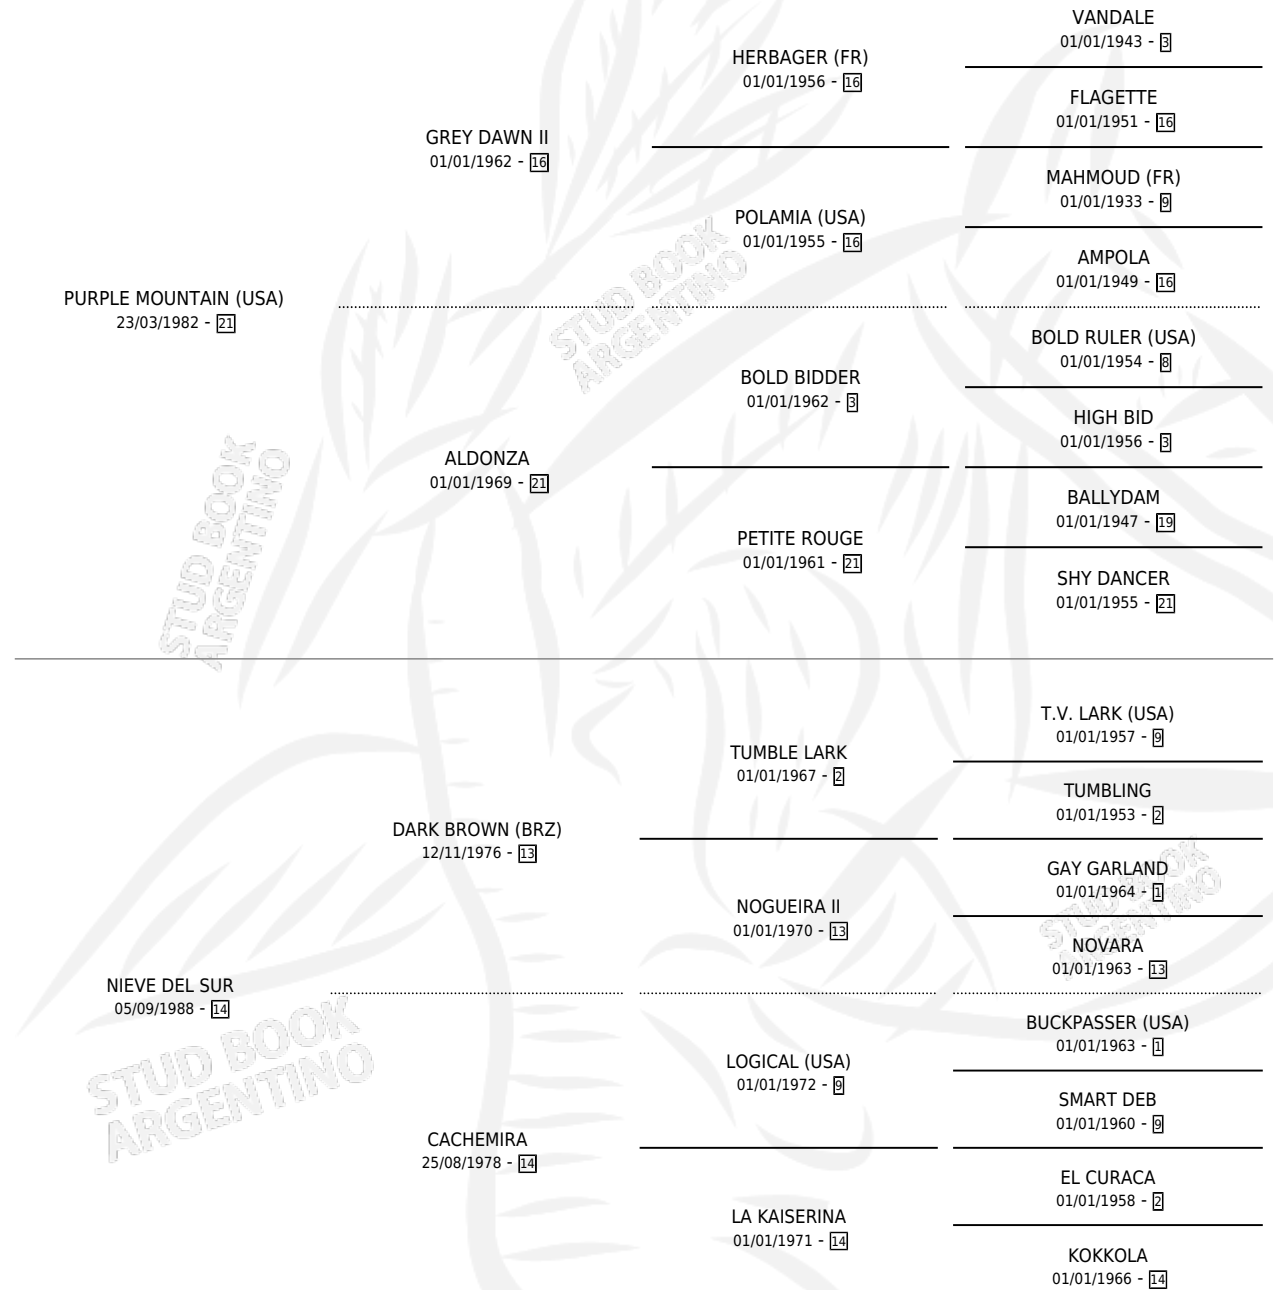 VANDALE
01/01/1943 - 3
HERBAGER (FR)
01/01/1956 - 16
FLAGETTE
01/01/1951 - 16
GREY DAWN II
01/01/1962 - 16
MAHMOUD (FR)
01/01/1933 - 9
POLAMIA (USA)
01/01/1955 - 16
AMPOLA
01/01/1949 - 16
PURPLE MOUNTAIN (USA)
23/03/1982 - 21
STUD BOOK
ARGENTINO
BOLD RULER (USA)
01/01/1954 - 8
BOLD BIDDER
01/01/1962 - 3
HIGH BID
01/01/1956 - 3
ALDONZA
01/01/1969 - 21
STUD BOOK
ARGENTINO
BALLYDAM
01/01/1947 - 19
PETITE ROUGE
01/01/1961 - 21
SHY DANCER
01/01/1955 - 21
T.V. LARK (USA)
01/01/1957 - 9
TUMBLE LARK
01/01/1967 - 2
TUMBLING
01/01/1953 - 2
DARK BROWN (BRZ)
12/11/1976 - 13
GAY GARLAND
01/01/1964 - 1
STUD BOOK
ARGENTINO
NOGUEIRA II
01/01/1970 - 13
NOVARA
01/01/1963 - 13
NIEVE DEL SUR
05/09/1988 - 14
STUD BOOK
ARGENTINO
BUCKPASSER (USA)
01/01/1963 - 1
LOGICAL (USA)
01/01/1972 - 9
SMART DEB
01/01/1960 - 9
CACHEMIRA
25/08/1978 - 14
EL CURACA
01/01/1958 - 2
LA KAISERINA
01/01/1971 - 14
KOKKOLA
01/01/1966 - 14